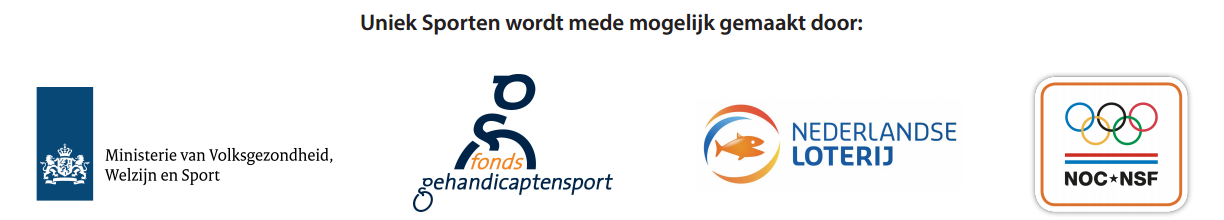 Uniek Sporten wordt mede mogelijk gemaakt door:
Ministerie van Volksgezondheid,
Welzijn en Sport
fonds
gehandicaptensport
NEDERLANDSE
LOTERIJ
NOC★NSF